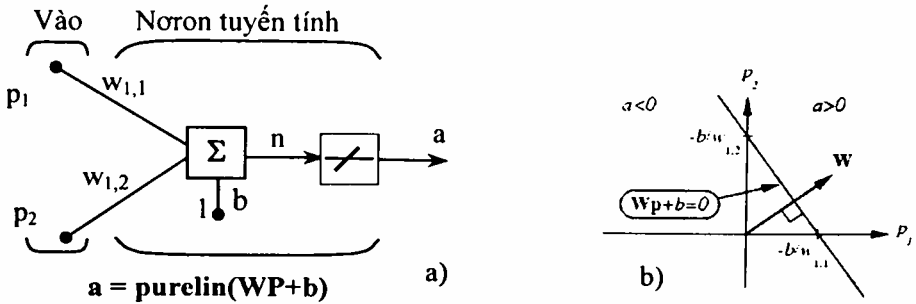 Vào
Nơron tuyến tính
p1
w1,1
n
a
Σ
w1,2
1
b
p2
a = purelin(WP+b)
a)
p2
a<0
a>0
-b/w1,2
W
Wp+b=0
p1
-b/w1,1
b)